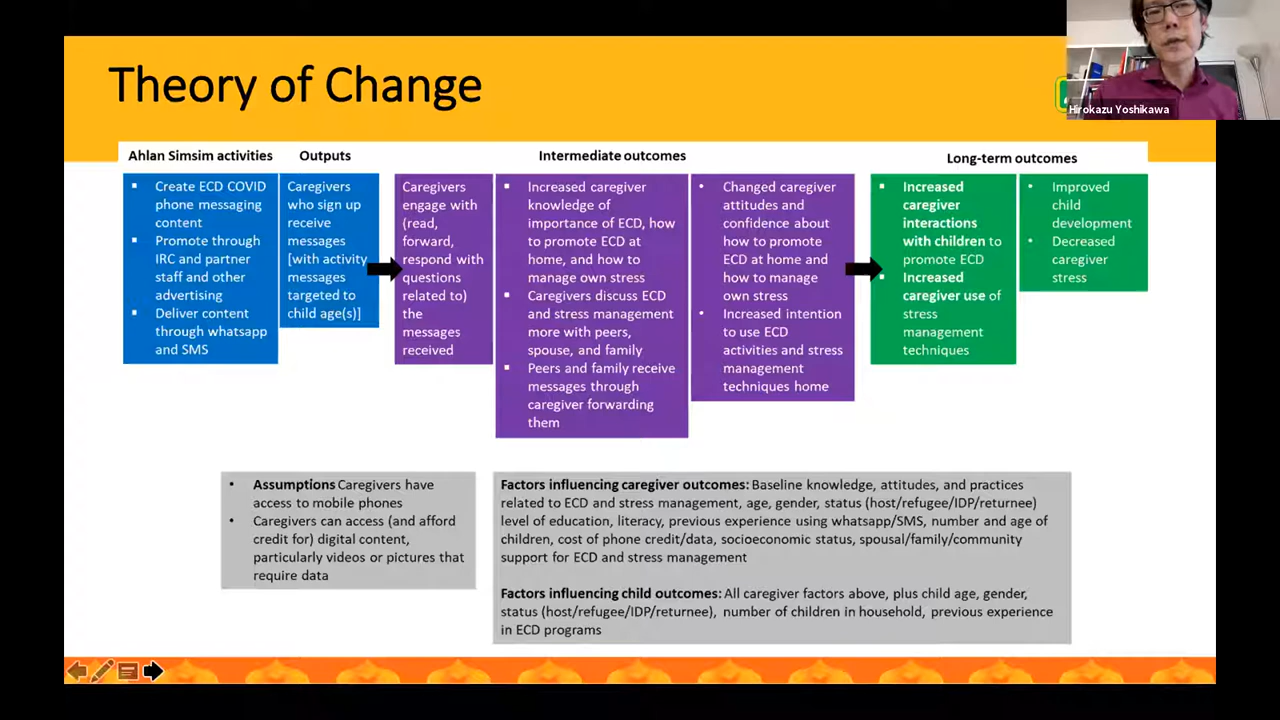 Theory of Change
Hirokazu Yoshikawa
Ahlan Simsim activities
Outputs
Intermediate outcomes
Long-term outcomes
▪ Create ECD COVID
phone messaging
content
▪ Promote through
IRC and partner
staff and other
advertising
▪ Deliver content
through whatsapp
and SMS
Caregivers
who sign up
receive
messages
[with activity
messages
targeted to
child age(s)]
Caregivers
engage with
(read,
forward,
respond with
questions
related to)
the
messages
received
▪ Increased caregiver
knowledge of
importance of ECD, how
to promote ECD at
home, and how to
manage own stress
▪ Caregivers discuss ECD
and stress management
more with peers,
spouse, and family
▪ Peers and family receive
messages through
caregiver forwarding
them
• Changed caregiver
attitudes and
confidence about
how to promote
ECD at home and
how to manage
own stress
• Increased intention
to use ECD
activities and stress
management
techniques home
▪ Increased
caregiver
interactions
with children to
promote ECD
▪ Increased
caregiver use of
stress
management
techniques
• Improved
child
development
• Decreased
caregiver
stress
• Assumptions Caregivers have
access to mobile phones
• Caregivers can access (and afford
credit for) digital content,
particularly videos or pictures that
require data
Factors influencing caregiver outcomes: Baseline knowledge, attitudes, and practices
related to ECD and stress management, age, gender, status (host/refugee/IDP/returnee)
level of education, literacy, previous experience using whatsapp/SMS, number and age of
children, cost of phone credit/data, socioeconomic status, spousal/family/community
support for ECD and stress management
Factors influencing child outcomes: All caregiver factors above, plus child age, gender,
status (host/refugee/IDP/returnee), number of children in household, previous experience
in ECD programs